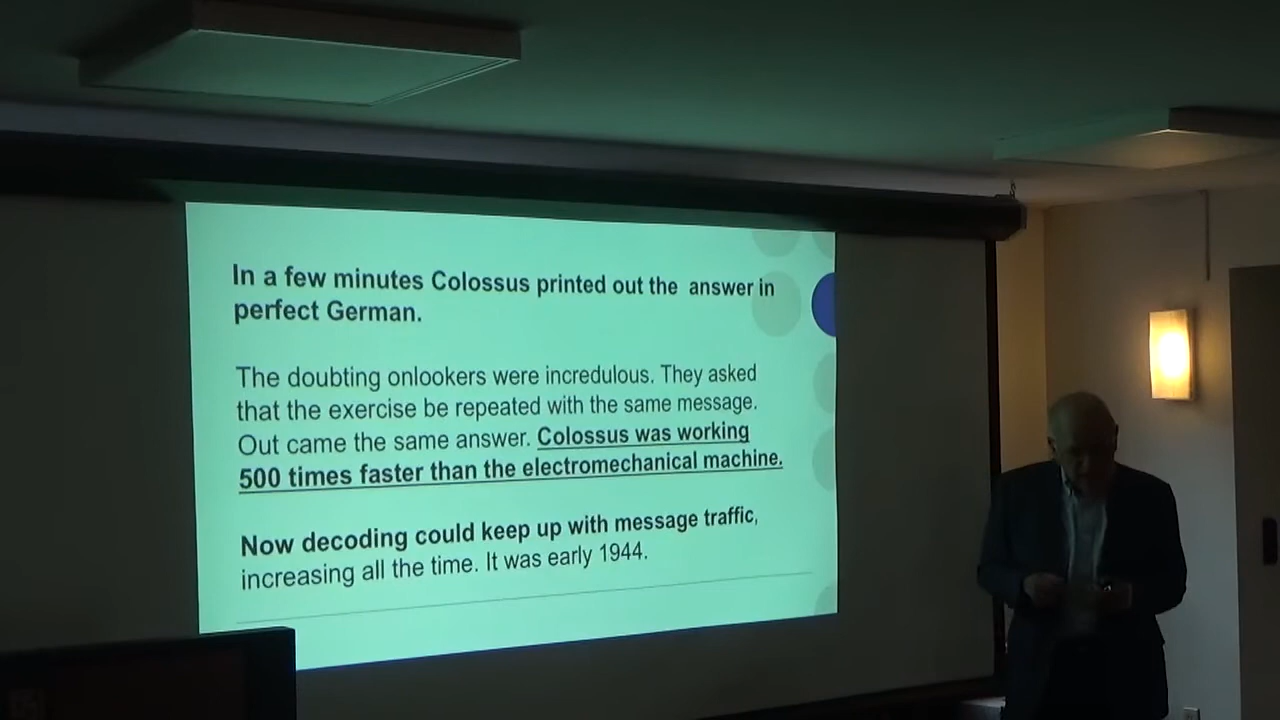 In a few minutes Colossus printed out the answer in
perfect German.
The doubting onlookers were incredulous. They asked
that the exercise be repeated with the same message.
Out came the same answer. Colossus was working
500 times faster than the electromechanical machine.
Now decoding could keep up with message traffic,
increasing all the time. It was early 1944.